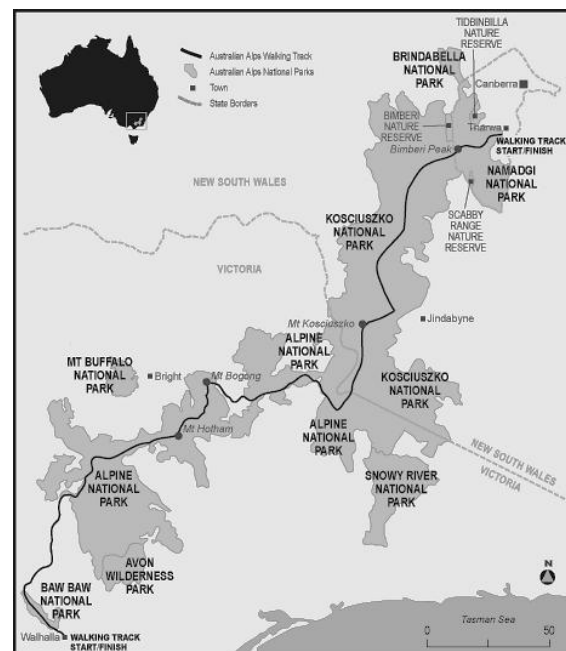 Australian Alps Walking Track
Australian Alps National Parks
Town
State Borders
TIDBINBILLA
NATURE
RESERVE
BRINDABELLA
NATIONAL
PARK
Canberra
BIMBERI
NATURE
RESERVE
Tharwa
WALKING TRACK
START/FINISH
Bimberi Peak
NAMADGI
NATIONAL
PARK
NEW SOUTH WALES
SCABBY
RANGE
NATURE
RESERVE
KOSCIUSZKO
NATIONAL
PARK
VICTORIA
Mt Kosciuszko
Jindabyne
ALPINE
NATIONAL
PARK
MT BUFFALO
NATIONAL
PARK
Bright
Mt Bogong
KOSCIUSZKO
NATIONAL
PARK
Mt Hotham
ALPINE
NATIONAL
PARK
NEW SOUTH WALES
VICTORIA
ALPINE
NATIONAL
PARK
SNOWY RIVER
NATIONAL
PARK
AVON
WILDERNESS
PARK
BAW BAW
NATIONAL
PARK
N
Walhalla
WALKING TRACK
START/FINISH
Tasman Sea
0 25 50